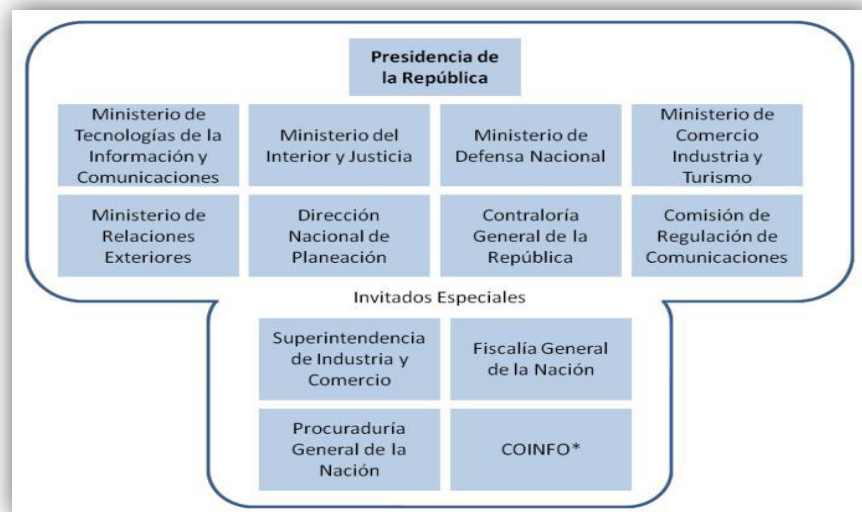 Presidencia de
la República
Ministerio de
Tecnologías de la
Información y
Comunicaciones
Ministerio del
Interior y Justicia
Ministerio de
Defensa Nacional
Ministerio de
Comercio
Industria y
Turismo
Ministerio de
Relaciones
Exteriores
Dirección
Nacional de
Planeación
Contraloría
General de la
República
Comisión de
Regulación de
Comunicaciones
Invitados Especiales
Superintendencia
de Industria y
Comercio
Fiscalía General
de la Nación
Procuraduría
General de la
Nación
COINFO*